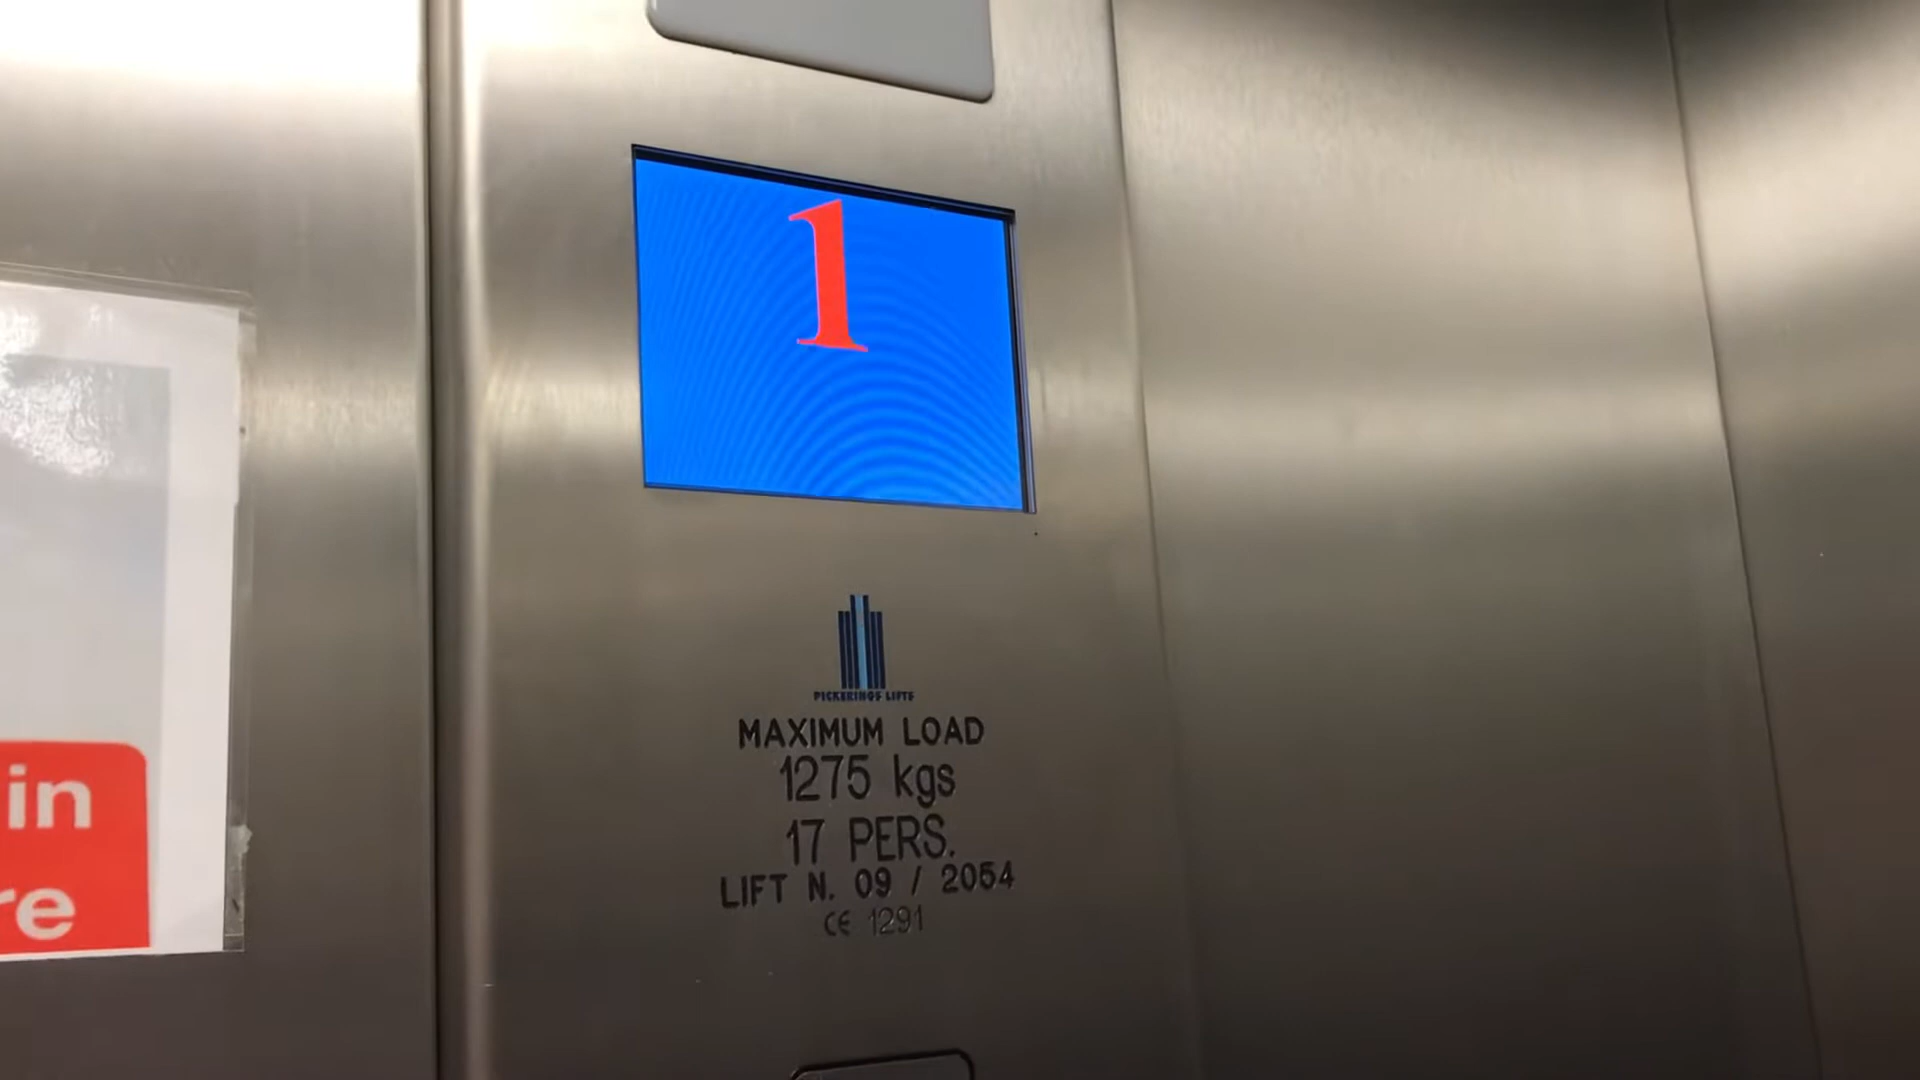 1
PICKERINGS LIFTS
MAXIMUM LOAD
1275 kgs
17 PERS.
LIFT N. 09 / 2054
CE 1291
in
re